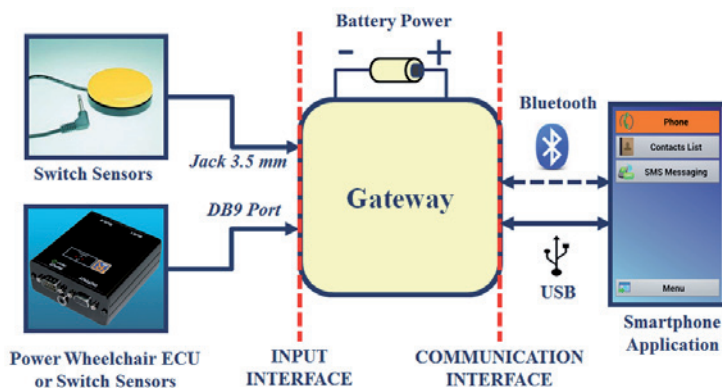 Battery Power
-
+
Switch Sensors
Jack 3.5 mm
DB9 Port
Power Wheelchair ECU
or Switch Sensors
INPUT
INTERFACE
Gateway
COMMUNICATION
INTERFACE
Bluetooth
USB
Phone
Contacts List
SMS Messaging
Menu
Smartphone
Application